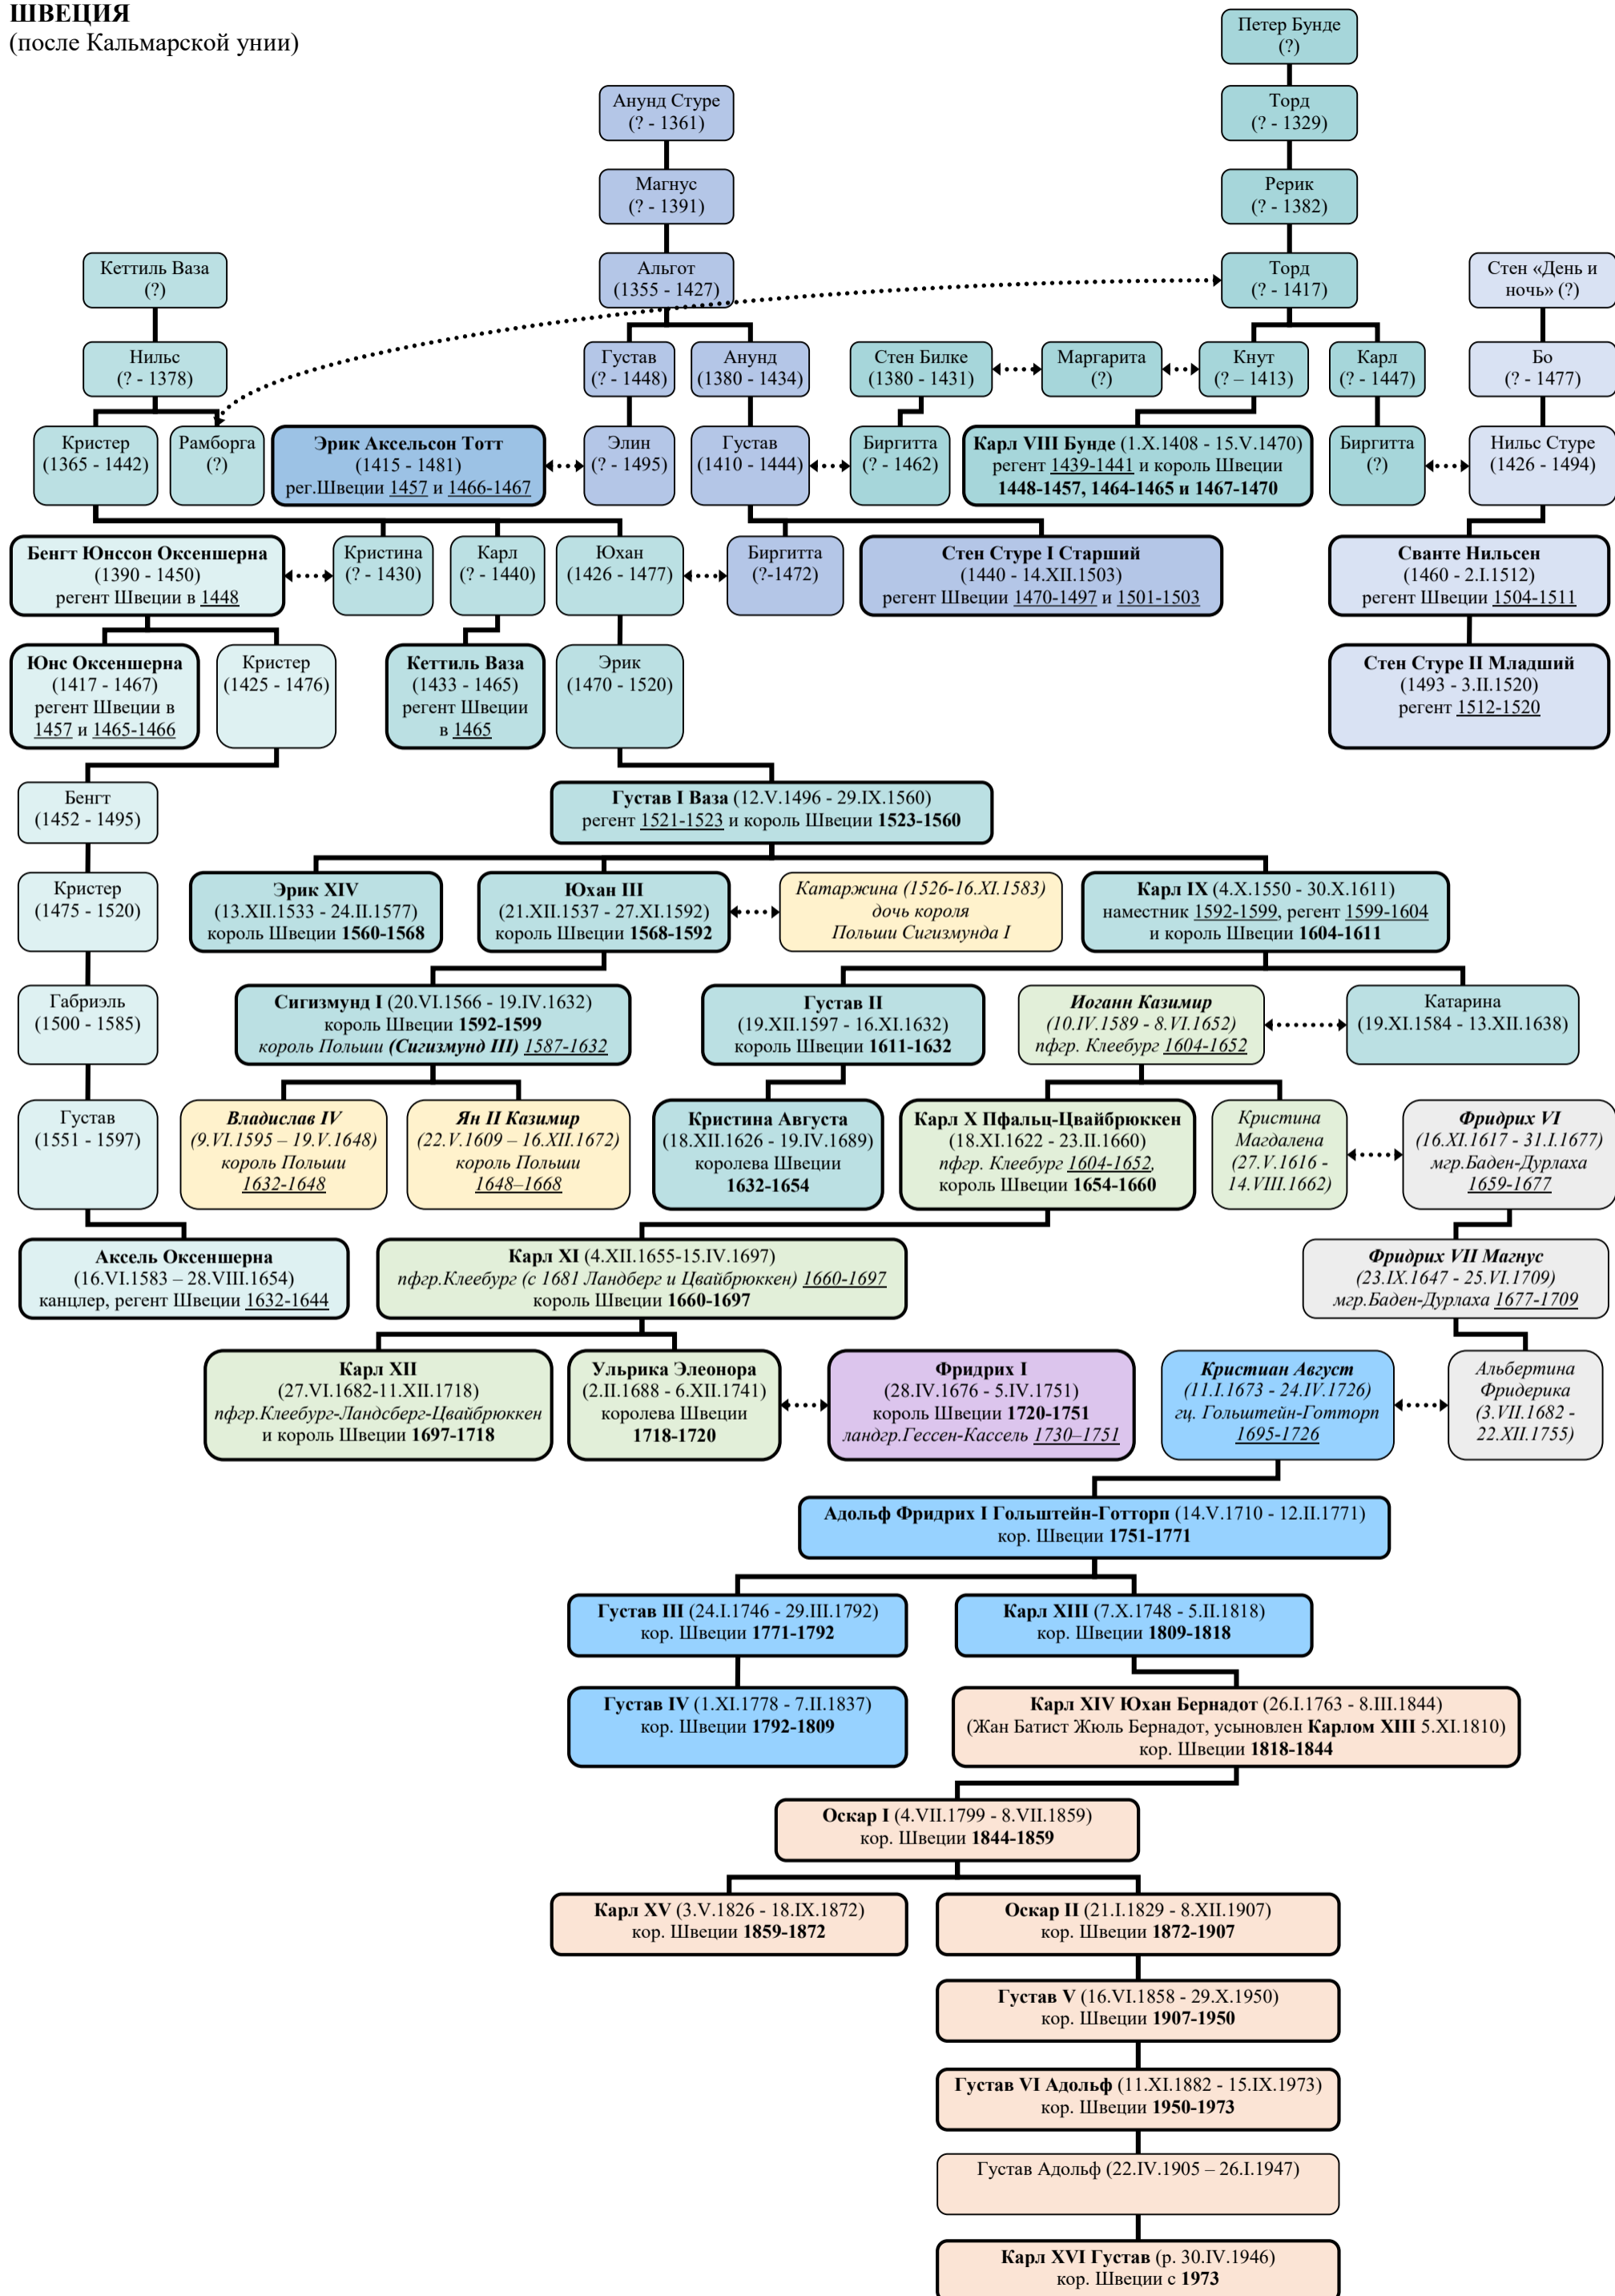 ШВЕЦИЯ
(после Кальмарской унии)
Петер Бунде
(?)
Анунд Стуре
(? - 1361)
Торд
(? - 1329)
Магнус
(? - 1391)
Рерик
(? - 1382)
Кеттиль Ваза
(?)
Альгот
(1355 - 1427)
Торд
(? - 1417)
Стен «День и
ночь» (?)
Нильс
(? - 1378)
Густав
(? - 1448)
Анунд
(1380 - 1434)
Стен Билке
(1380 - 1431)
Маргарита
(?)
Кнут
(? – 1413)
Карл
(? - 1447)
Бо
(? - 1477)
Кристер
(1365 - 1442)
Рамборга
(?)
Эрик Аксельсон Тотт
(1415 - 1481)
рег.Швеции 1457 и 1466-1467
Элин
(? - 1495)
Густав
(1410 - 1444)
Биргитта
(? - 1462)
Карл VIII Бунде (1.X.1408 - 15.V.1470)
регент 1439-1441 и король Швеции
1448-1457, 1464-1465 и 1467-1470
Биргитта
(?)
Нильс Стуре
(1426 - 1494)
Бенгт Юнссон Оксеншерна
(1390 - 1450)
регент Швеции в 1448
Кристина
(? - 1430)
Карл
(? - 1440)
Юхан
(1426 - 1477)
Биргитта
(?-1472)
Стен Стуре I Старший
(1440 - 14.XII.1503)
регент Швеции 1470-1497 и 1501-1503
Сванте Нильсен
(1460 - 2.I.1512)
регент Швеции 1504-1511
Юнс Оксеншерна
(1417 - 1467)
регент Швеции в
1457 и 1465-1466
Кристер
(1425 - 1476)
Кеттиль Ваза
(1433 - 1465)
регент Швеции
в 1465
Эрик
(1470 - 1520)
Стен Стуре II Младший
(1493 - 3.II.1520)
регент 1512-1520
Бенгт
(1452 - 1495)
Густав I Ваза (12.V.1496 - 29.IX.1560)
регент 1521-1523 и король Швеции 1523-1560
Кристер
(1475 - 1520)
Эрик XIV
(13.XII.1533 - 24.II.1577)
король Швеции 1560-1568
Юхан III
(21.XII.1537 - 27.XI.1592)
король Швеции 1568-1592
Катаржина (1526-16.XI.1583)
дочь короля
Польши Сигизмунда I
Карл IX (4.X.1550 - 30.X.1611)
наместник 1592-1599, регент 1599-1604
и король Швеции 1604-1611
Габриэль
(1500 - 1585)
Сигизмунд I (20.VI.1566 - 19.IV.1632)
король Швеции 1592-1599
король Польши (Сигизмунд III) 1587-1632
Густав II
(19.XII.1597 - 16.XI.1632)
король Швеции 1611-1632
Иоганн Казимир
(10.IV.1589 - 8.VI.1652)
пфгр. Клеебург 1604-1652
Катарина
(19.XI.1584 - 13.XII.1638)
Густав
(1551 - 1597)
Владислав IV
(9.VI.1595 – 19.V.1648)
король Польши
1632-1648
Ян II Казимир
(22.V.1609 – 16.XII.1672)
король Польши
1648–1668
Кристина Августа
(18.XII.1626 - 19.IV.1689)
королева Швеции
1632-1654
Карл X Пфальц-Цвайбрюккен
(18.XI.1622 - 23.II.1660)
пфгр. Клеебург 1604-1652,
король Швеции 1654-1660
Кристина
Магдалена
(27.V.1616 -
14.VIII.1662)
Фридрих VI
(16.XI.1617 - 31.I.1677)
мгр.Баден-Дурлаха
1659-1677
Аксель Оксеншерна
(16.VI.1583 – 28.VIII.1654)
канцлер, регент Швеции 1632-1644
Карл XI (4.XII.1655-15.IV.1697)
пфгр.Клеебург (с 1681 Ландберг и Цвайбрюккен) 1660-1697
король Швеции 1660-1697
Фридрих VII Магнус
(23.IX.1647 - 25.VI.1709)
мгр.Баден-Дурлаха 1677-1709
Карл XII
(27.VI.1682-11.XII.1718)
пфгр.Клеебург-Ландсберг-Цвайбрюккен
и король Швеции 1697-1718
Ульрика Элеонора
(2.II.1688 - 6.XII.1741)
королева Швеции
1718-1720
Фридрих I
(28.IV.1676 - 5.IV.1751)
король Швеции 1720-1751
ландгр.Гессен-Кассель 1730–1751
Кристиан Август
(11.I.1673 - 24.IV.1726)
гц. Гольштейн-Готторп
1695-1726
Альбертина
Фридерика
(3.VII.1682 -
22.XII.1755)
Адольф Фридрих I Гольштейн-Готторп (14.V.1710 - 12.II.1771)
кор. Швеции 1751-1771
Густав III (24.I.1746 - 29.III.1792)
кор. Швеции 1771-1792
Карл XIII (7.X.1748 - 5.II.1818)
кор. Швеции 1809-1818
Густав IV (1.XI.1778 - 7.II.1837)
кор. Швеции 1792-1809
Карл XIV Юхан Бернадот (26.I.1763 - 8.III.1844)
(Жан Батист Жюль Бернадот, усыновлен Карлом XIII 5.XI.1810)
кор. Швеции 1818-1844
Оскар I (4.VII.1799 - 8.VII.1859)
кор. Швеции 1844-1859
Карл XV (3.V.1826 - 18.IX.1872)
кор. Швеции 1859-1872
Оскар II (21.I.1829 - 8.XII.1907)
кор. Швеции 1872-1907
Густав V (16.VI.1858 - 29.X.1950)
кор. Швеции 1907-1950
Густав VI Адольф (11.XI.1882 - 15.IX.1973)
кор. Швеции 1950-1973
Густав Адольф (22.IV.1905 – 26.I.1947)
Карл XVI Густав (р. 30.IV.1946)
кор. Швеции с 1973